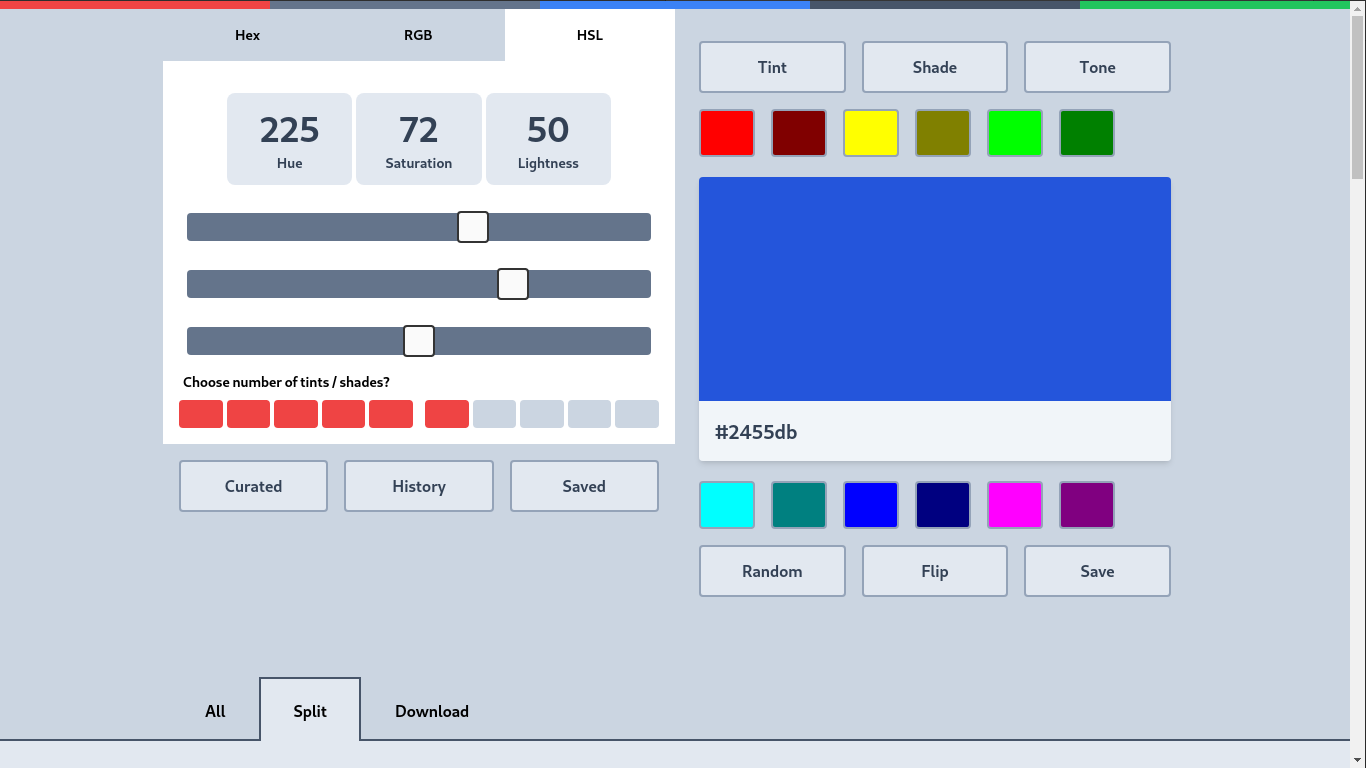 Hex
RGB
HSL
225
Hue
72
Saturation
50
Lightness
Choose number of tints / shades?
Curated
History
Saved
Tint
Shade
Tone
#2455db
Random
Flip
Save
All
Split
Download